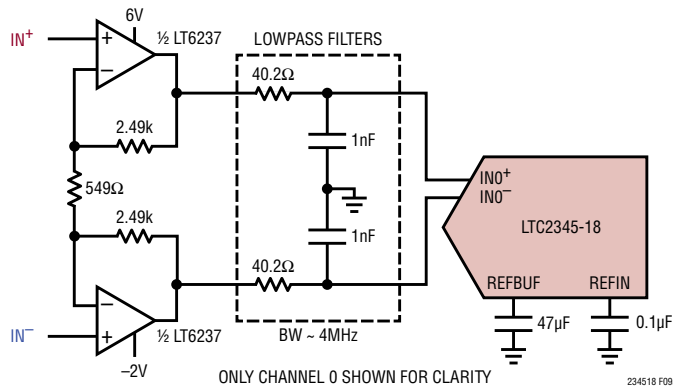 6V
IN+
+
½ LT6237
–
LOWPASS FILTERS
40.2Ω
2.49k
1nF
549Ω
IN0+
IN0–
LTC2345-18
2.49k
1nF
40.2Ω
REFBUF
REFIN
–
+
½ LT6237
IN–
–2V
BW ~ 4MHz
47µF
0.1µF
ONLY CHANNEL 0 SHOWN FOR CLARITY
234518 F09